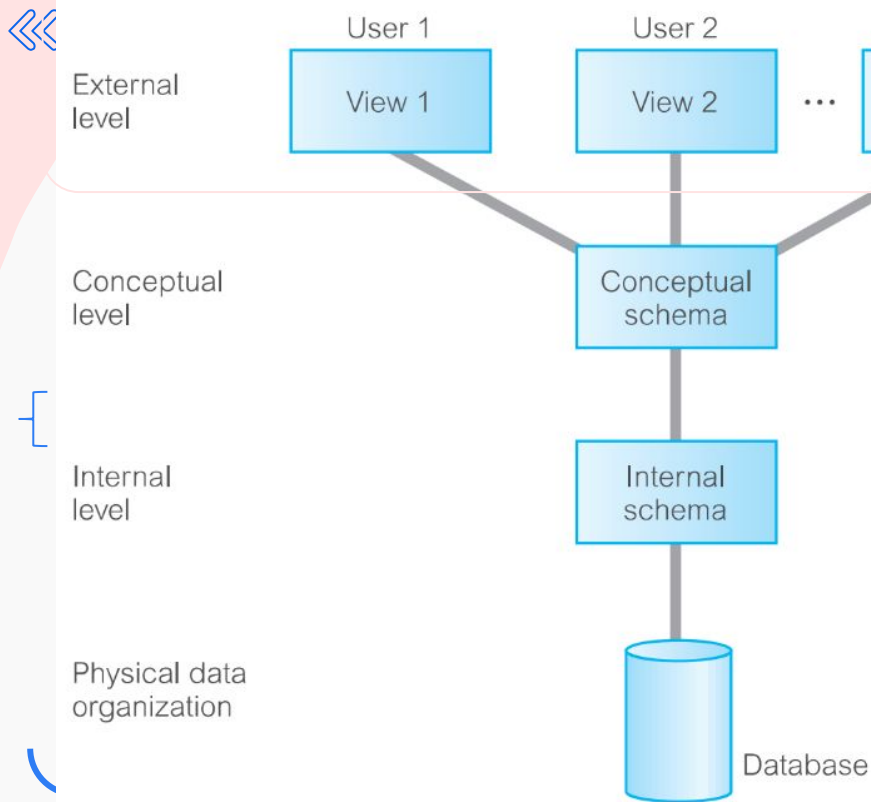 User 1
User 2
External
level
View 1
View 2
...
Conceptual
level
Conceptual
schema
Internal
level
Internal
schema
Physical data
organization
Database